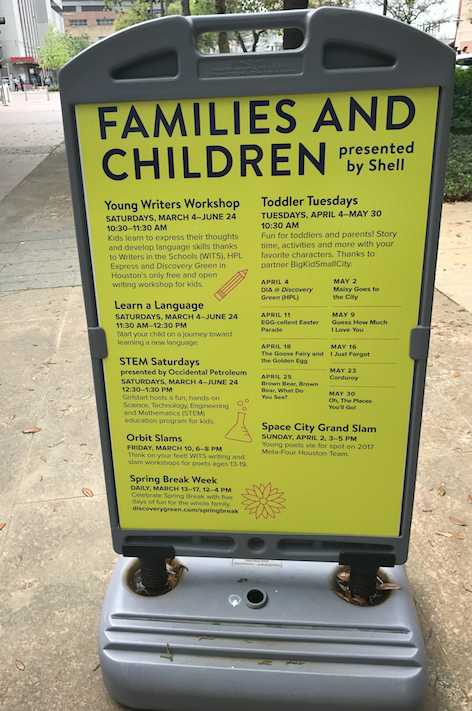 FAMILIES AND
CHILDREN presented
by Shell
Young Writers Workshop
SATURDAYS, MARCH 4–JUNE 24
10:30–11:30 AM
Kids learn to express their thoughts
and develop language skills thanks
to Writers in the Schools (WITS), HPL
Express and Discovery Green in
Houston's only free and open
writing workshop for kids.
Learn a Language
SATURDAYS, MARCH 4–JUNE 24
11:30 AM–12:30 PM
Start your child on a journey toward
learning a new language.
STEM Saturdays
presented by Occidental Petroleum
SATURDAYS, MARCH 4–JUNE 24
12:30–1:30 PM
Girlstart hosts a fun, hands-on
Science, Technology, Engineering
and Mathematics (STEM)
education program for kids.
Orbit Slams
FRIDAY, MARCH 10, 6–8 PM
Think on your feet! WITS writing and
slam workshops for poets ages 13-19.
Spring Break Week
DAILY, MARCH 13–17, 12–4 PM
Celebrate Spring Break with five
days of fun for the whole family.
discoverygreen.com/springbreak
Toddler Tuesdays
TUESDAYS, APRIL 4–MAY 30
10:30 AM
Fun for toddlers and parents! Story
time, activities and more with your
favorite characters. Thanks to
partner BigKidSmallCity.
APRIL 4
DIA @ Discovery
Green (HPL)
APRIL 11
EGG-cellent Easter
Parade
APRIL 18
The Goose Fairy and
the Golden Egg
APRIL 25
Brown Bear, Brown
Bear, What Do
You See?
MAY 2
Maisy Goes to
the City
MAY 9
Guess How Much
I Love You
MAY 16
I Just Forgot
MAY 23
Corduroy
MAY 30
Oh, The Places
You'll Go!
Space City Grand Slam
SUNDAY, APRIL 2, 3–5 PM
Young poets vie for spot on 2017
Meta-Four Houston Team.